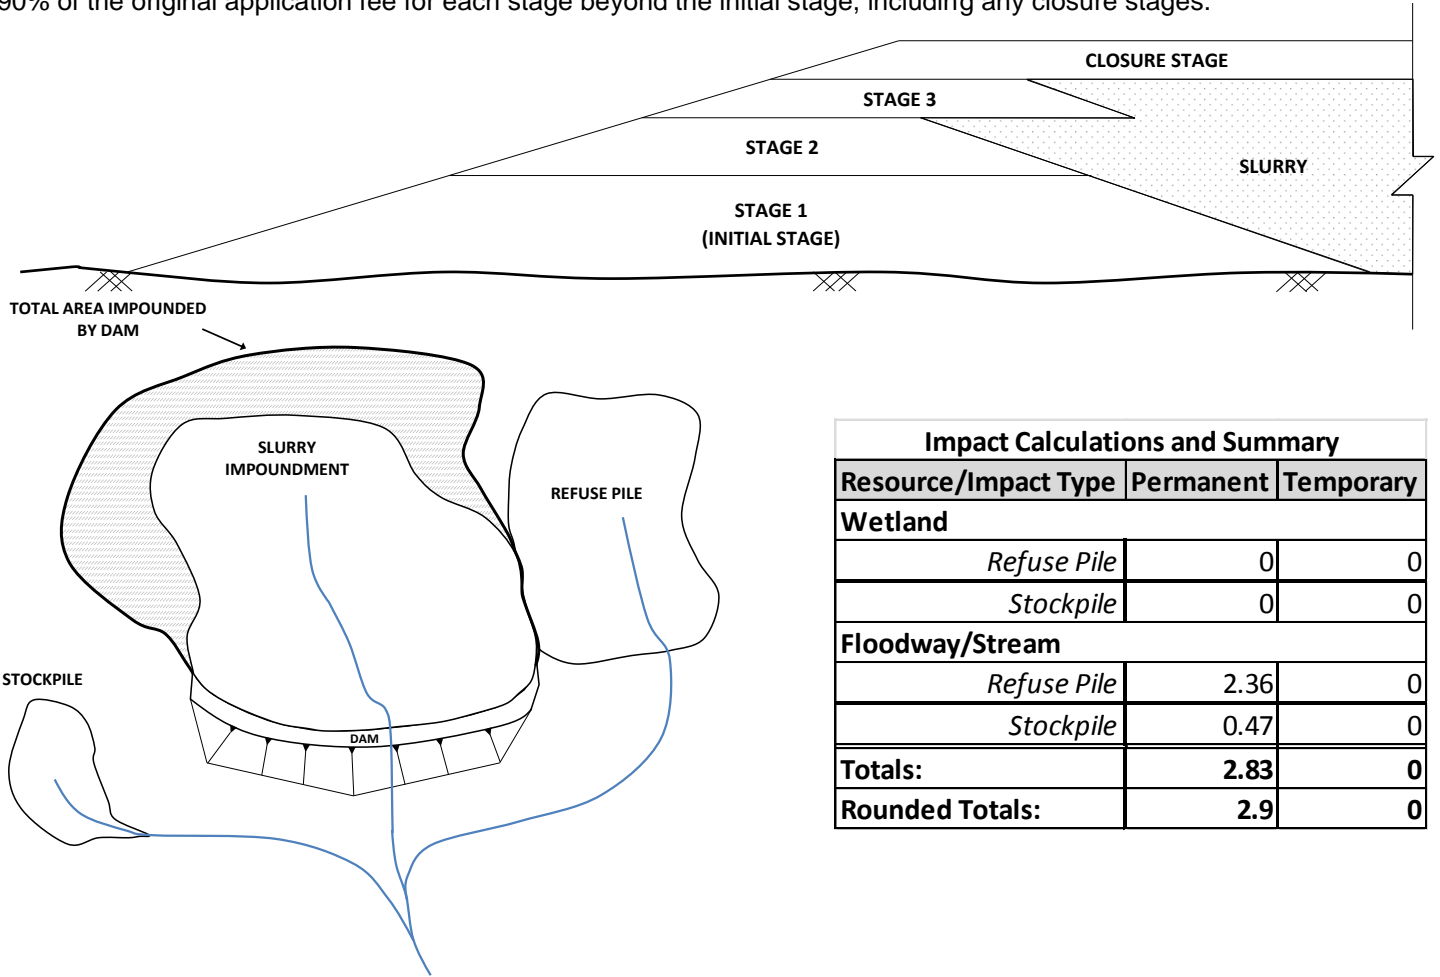 90% of the original application fee for each stage beyond the initial stage, including any closure stages.
CLOSURE STAGE
STAGE 3
STAGE 2
SLURRY
STAGE 1
(INITIAL STAGE)
TOTAL AREA IMPOUNDED
BY DAM
SLURRY
IMPOUNDMENT
REFUSE PILE
STOCKPILE
DAM
Impact Calculations and Summary
Resource/Impact Type Permanent Temporary
Wetland
Refuse Pile 0 0
Stockpile 0 0
Floodway/Stream
Refuse Pile 2.36 0
Stockpile 0.47 0
Totals: 2.83 0
Rounded Totals: 2.9 0